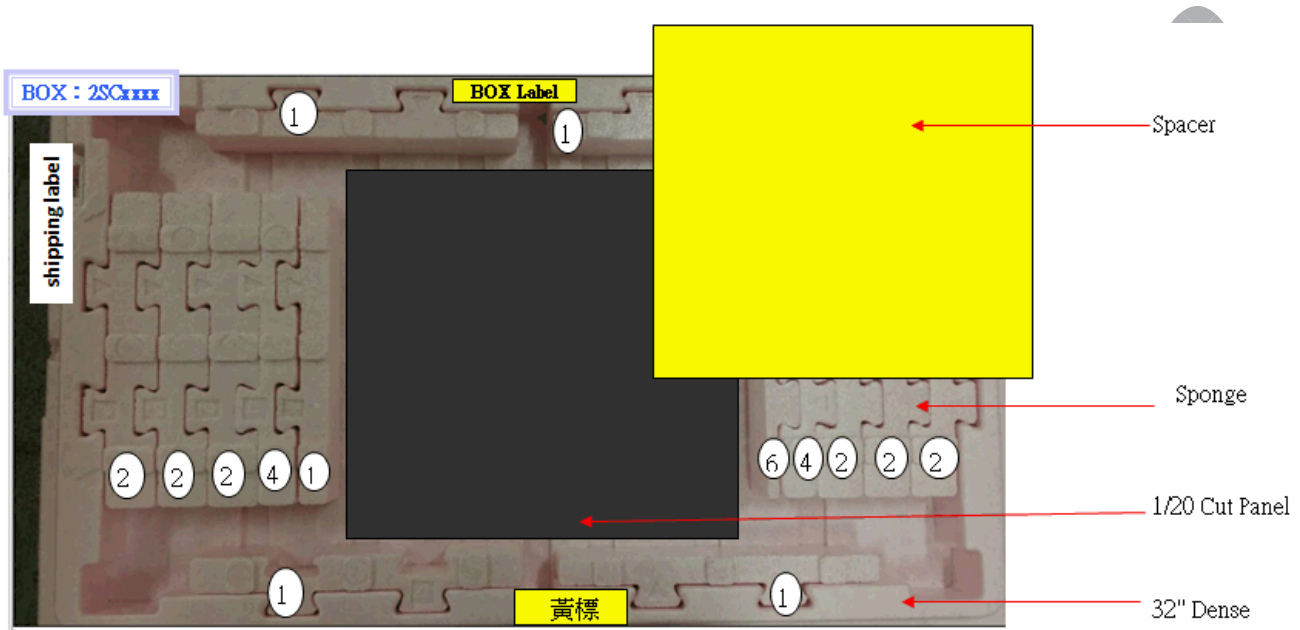 BOX：2SCxxxx
BOX Label
1
1
Spacer
shipping label
Sponge
2
2
2
4
1
6
4
2
2
2
1/20 Cut Panel
1
黃標
1
32" Dense